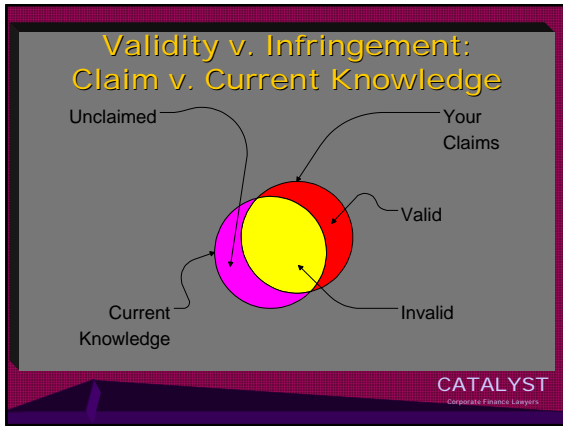 Validity v. Infringement:
Claim v. Current Knowledge
Unclaimed
Your
Claims
Valid
Current
Knowledge
Invalid
CATALYST
Corporate Finance Lawyers